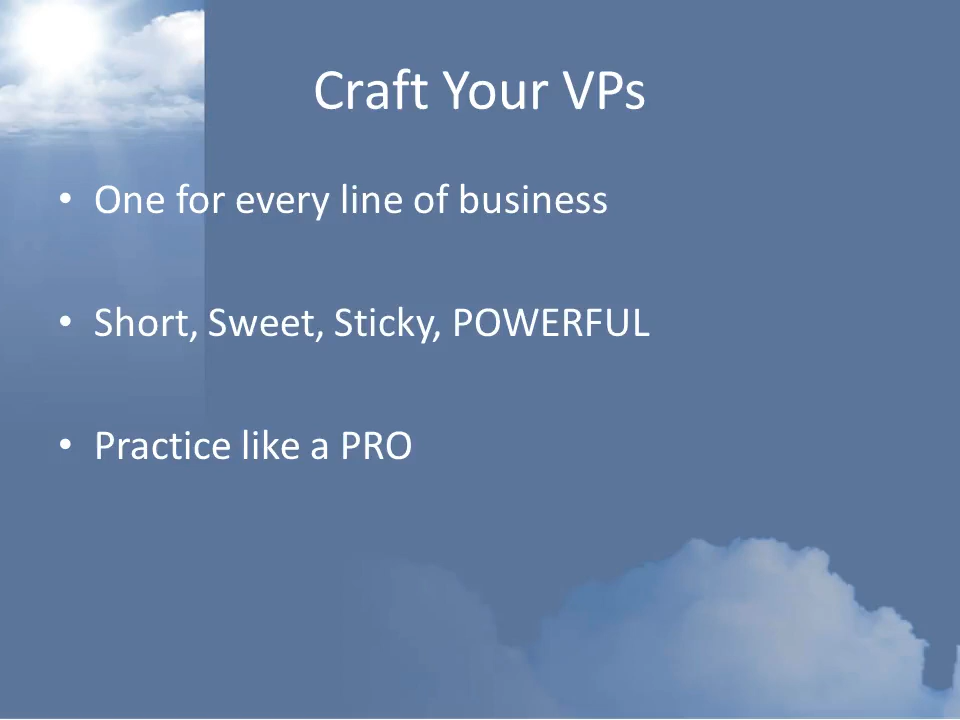 Craft Your VPs
• One for every line of business
• Short, Sweet, Sticky, POWERFUL
• Practice like a PRO